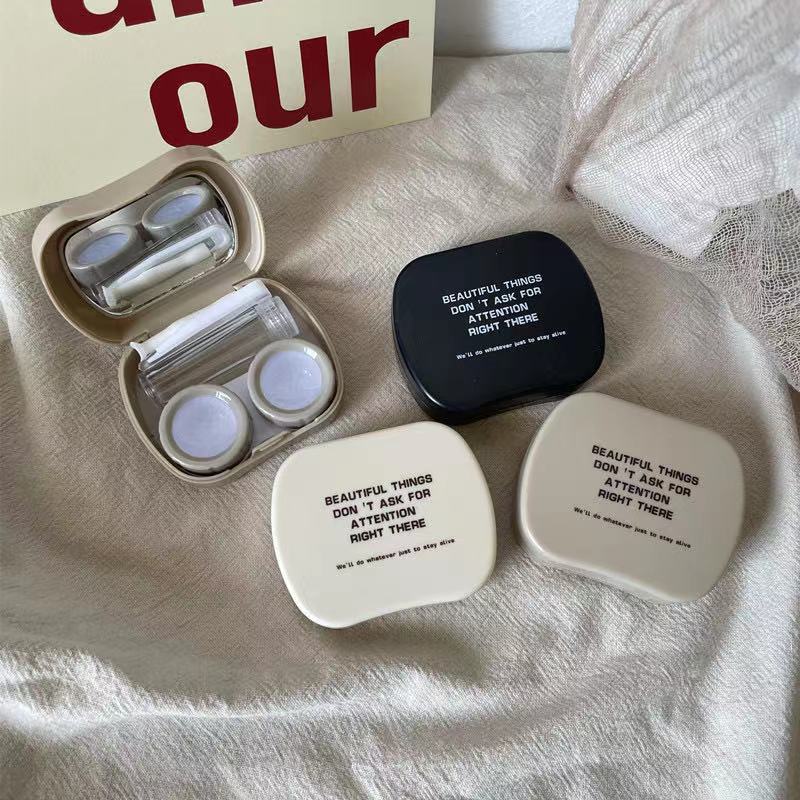 our
BEAUTIFUL THINGS
DON 'T ASK FOR
ATTENTION
RIGHT THERE
We'll do whatever just to stay alive
BEAUTIFUL THINGS
DON 'T ASK FOR
ATTENTION
RIGHT THERE
We'll do whatever just to stay alive
BEAUTIFUL THINGS
DON 'T ASK FOR
ATTENTION
RIGHT THERE
We'll do whatever just to stay alive